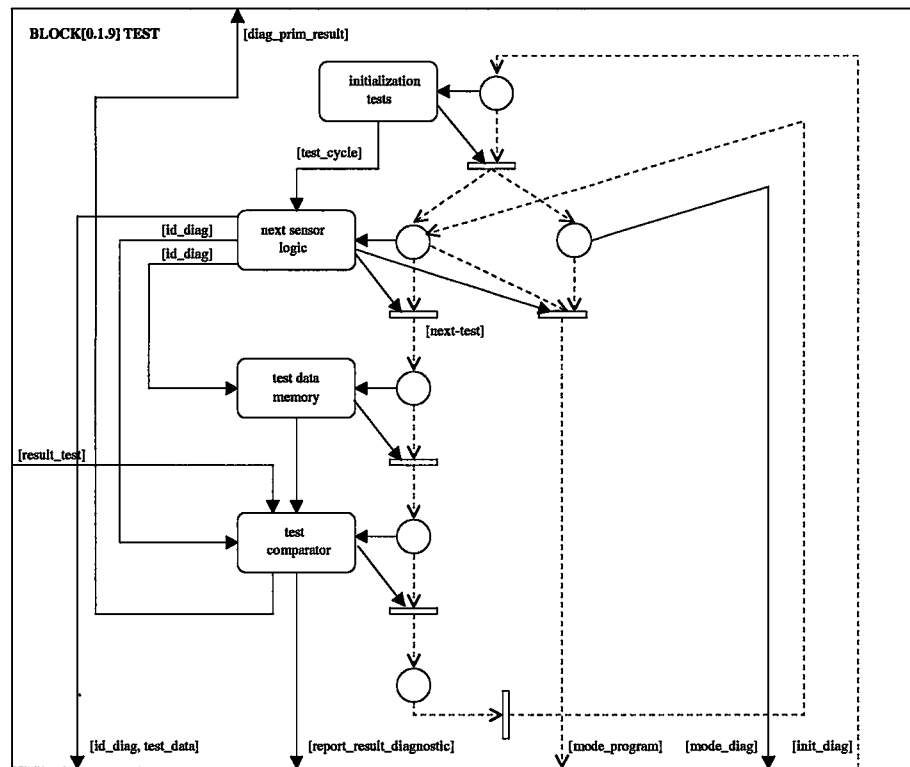 BLOCK[0.1.9] TEST
[diag_prim_result]
initialization
tests
[test_cycle]
[id_diag]
next sensor
logic
[id_diag]
[next-test]
test data
memory
[result_test]
test
comparator
[id_diag, test_data]
[report_result_diagnostic]
[mode_program]
[mode_diag]
[init_diag]